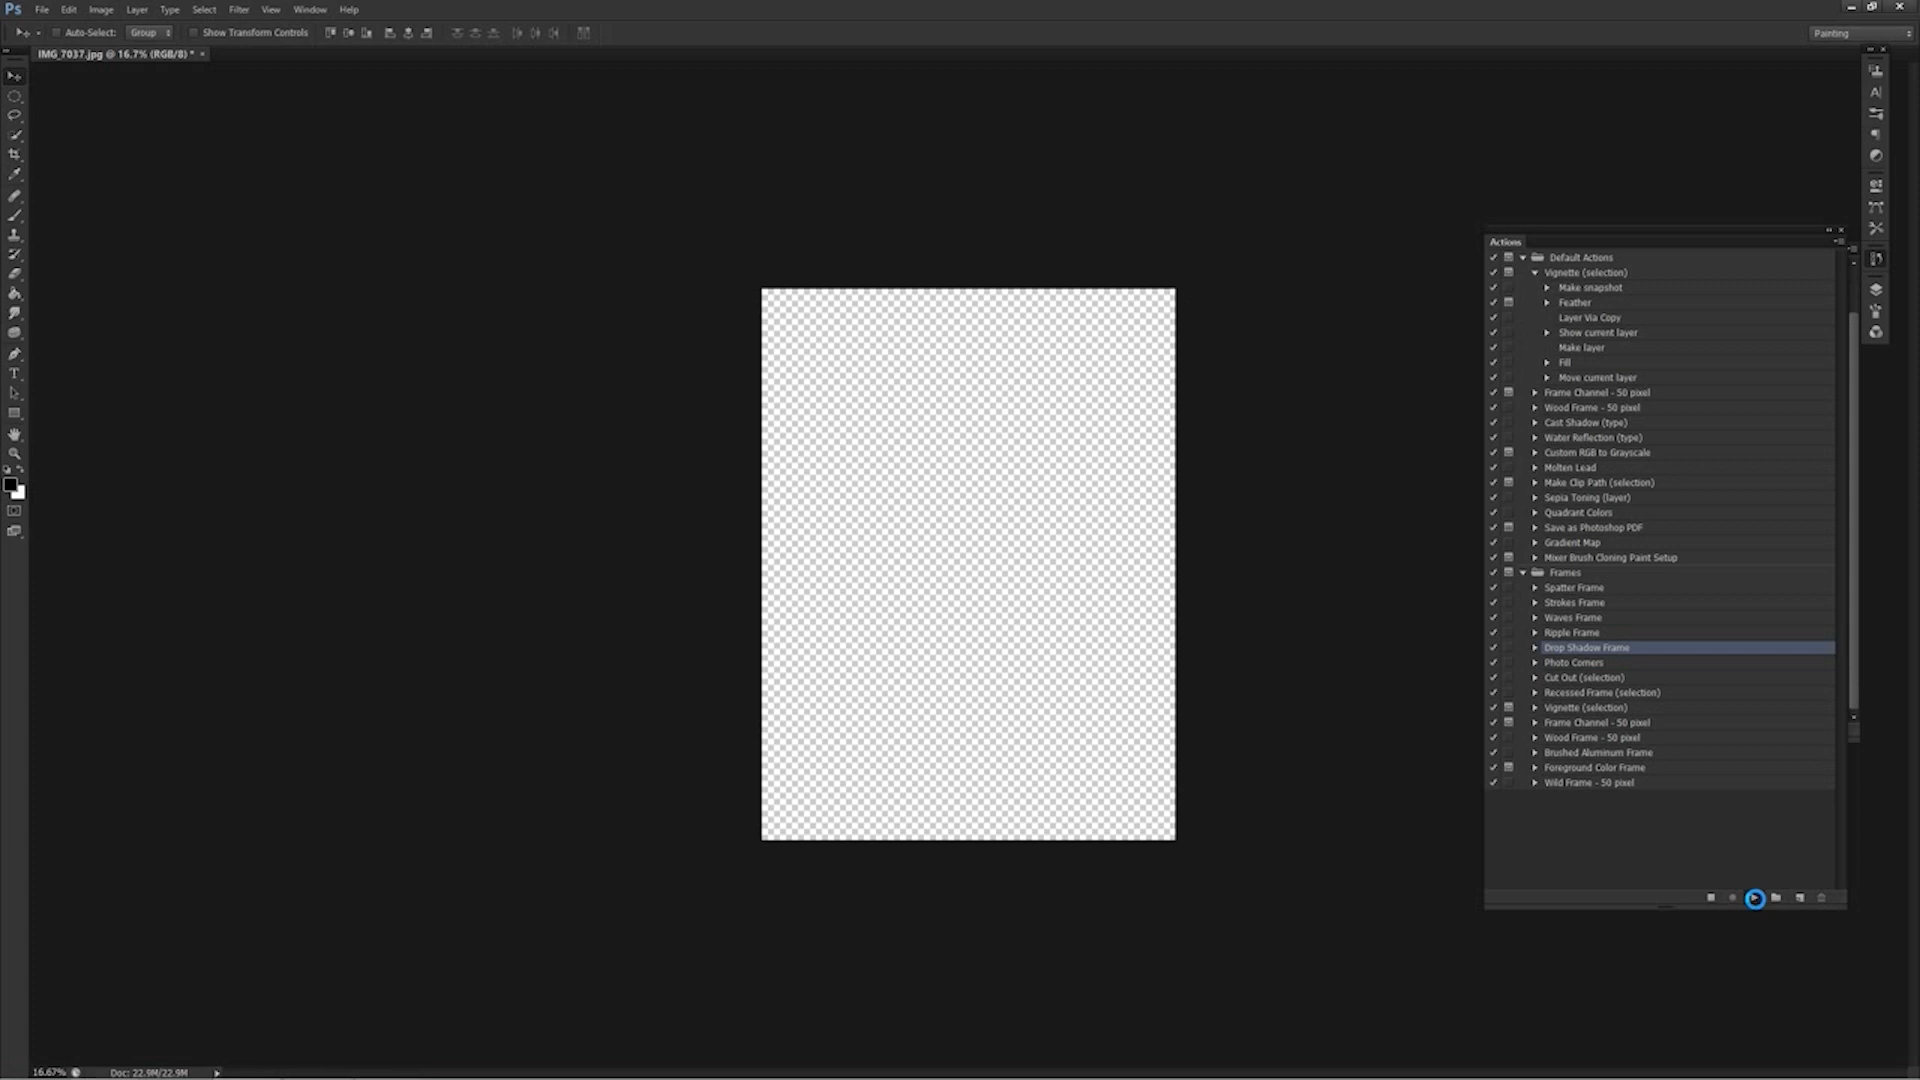 Ps File Edit Image Layer Type Select Filter View Window Help
Auto-Select: Group Show Transform Controls Painting
IMG_7037.jpg @ 16.7% (RGB/8) * ×
Actions
Default Actions
Vignette (selection)
Make snapshot
Feather
Layer Via Copy
Show current layer
Make layer
Fill
Move current layer
Frame Channel - 50 pixel
Wood Frame - 50 pixel
Cast Shadow (type)
Water Reflection (type)
Custom RGB to Grayscale
Molten Lead
Make Clip Path (selection)
Sepia Toning (layer)
Quadrant Colors
Save as Photoshop PDF
Gradient Map
Mixer Brush Cloning Paint Setup
Frames
Spatter Frame
Strokes Frame
Waves Frame
Ripple Frame
Drop Shadow Frame
Photo Corners
Cut Out (selection)
Recessed Frame (selection)
Vignette (selection)
Frame Channel - 50 pixel
Wood Frame - 50 pixel
Brushed Aluminum Frame
Foreground Color Frame
Wild Frame - 50 pixel
16.67% Doc: 22.9M/22.9M